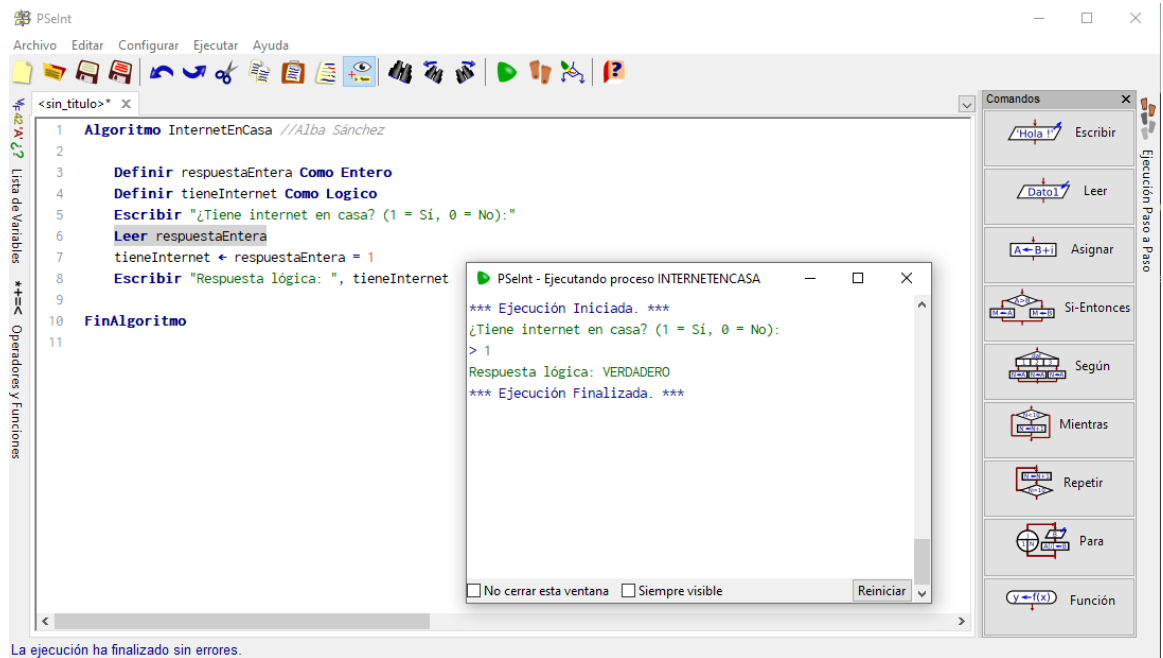 PSeInt
Archivo Editar Configurar Ejecutar Ayuda
<sin_titulo>* X
1 Algoritmo InternetEnCasa //Alba Sánchez
2
3 Definir respuestaEntera Como Entero
4 Definir tieneInternet Como Logico
5 Escribir "¿Tiene internet en casa? (1 = Sí, 0 = No):"
6 Leer respuestaEntera
7 tieneInternet ← respuestaEntera = 1
8 Escribir "Respuesta lógica: ", tieneInternet
9
10 FinAlgoritmo
11
Lista de Variables
*+=< Operadores y Funciones
PSeInt - Ejecutando proceso INTERNETENCASA
*** Ejecución Iniciada. ***
¿Tiene internet en casa? (1 = Sí, 0 = No):
> 1
Respuesta lógica: VERDADERO
*** Ejecución Finalizada. ***
No cerrar esta ventana Siempre visible Reiniciar
Comandos
'Hola !' Escribir
Dato1 Leer
A←B+i Asignar
Si-Entonces
Según
Mientras
Repetir
Para
y←f(x) Función
Ejecución Paso a Paso
La ejecución ha finalizado sin errores.